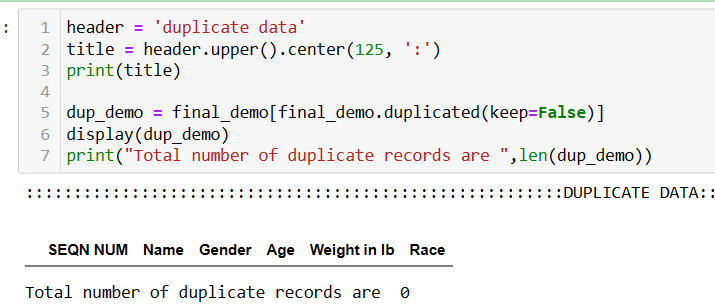 :
1 header = 'duplicate data'
2 title = header.upper().center(125, ':')
3 print(title)
4
5 dup_demo = final_demo[final_demo.duplicated(keep=False)]
6 display(dup_demo)
7 print("Total number of duplicate records are ",len(dup_demo))
::::::::::::::::::::::::::::::::::::::::::::::::::::::::DUPLICATE DATA::
SEQN NUM Name Gender Age Weight in lb Race
Total number of duplicate records are  0